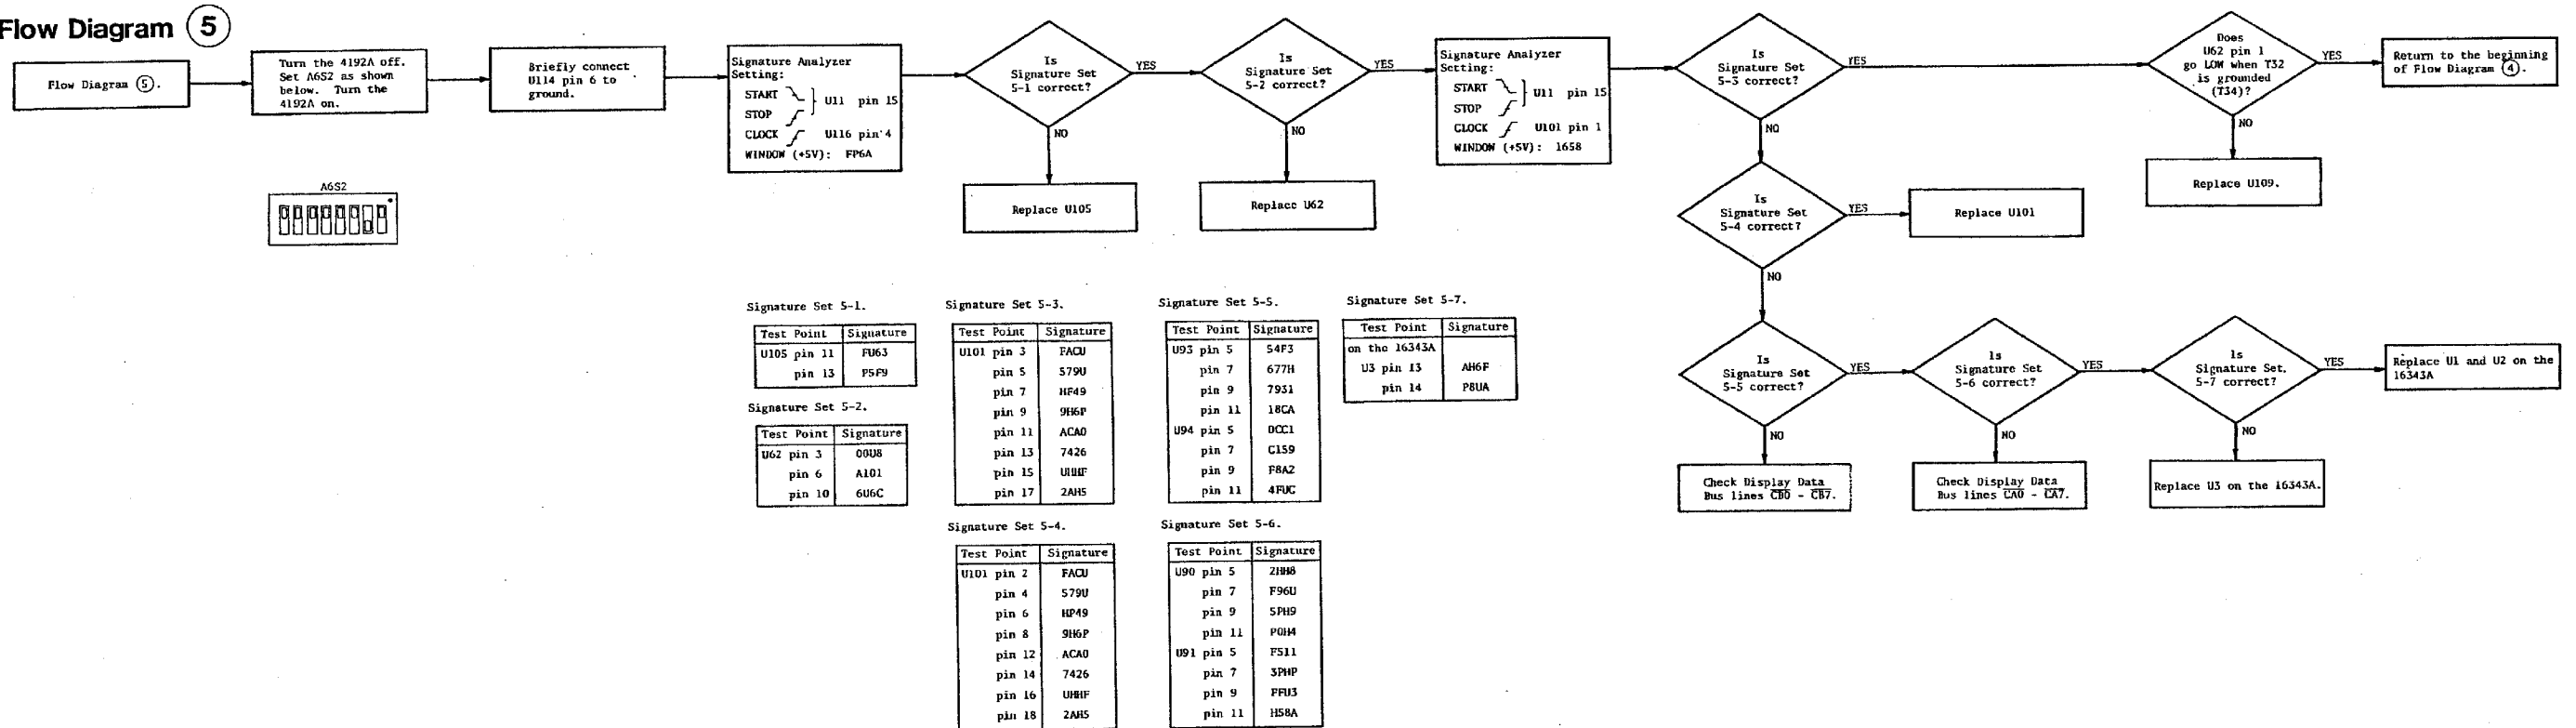 Flow Diagram 5
Flow Diagram 5.
Turn the 4192A off.
Set A6S2 as shown
below. Turn the
4192A on.
A6S2
Briefly connect
U114 pin 6 to
ground.
Signature Analyzer
Setting:
START
U11 pin 15
STOP
CLOCK U116 pin 4
WINDOW (+5V): FP6A
Is
Signature Set
5-1 correct?
YES
NO
Replace U105
Is
Signature Set
5-2 correct?
YES
NO
Replace U62
Signature Analyzer
Setting:
START
U11 pin 15
STOP
CLOCK U101 pin 1
WINDOW (+5V): 1658
Is
Signature Set
5-3 correct?
YES
NO
Does
U62 pin 1
go LOW when T32
is grounded
(T34)?
YES
NO
Return to the beginning
of Flow Diagram 4.
Replace U109.
Is
Signature Set
5-4 correct?
YES
NO
Replace U101
Is
Signature Set
5-5 correct?
YES
NO
Check Display Data
Bus lines CB0 - CB7.
Is
Signature Set
5-6 correct?
YES
NO
Check Display Data
Bus lines CA0 - CA7.
Is
Signature Set.
5-7 correct?
YES
NO
Replace U1 and U2 on the
16343A
Replace U3 on the 16343A.
Signature Set 5-1.
Test Point Signature
U105 pin 11 FU63
pin 13 P5F9
Signature Set 5-2.
Test Point Signature
U62 pin 3 00U8
pin 6 A101
pin 10 6U6C
Signature Set 5-3.
Test Point Signature
U101 pin 3 FACU
pin 5 579U
pin 7 HF49
pin 9 9H6P
pin 11 ACA0
pin 13 7426
pin 15 UHHF
pin 17 2AH5
Signature Set 5-4.
Test Point Signature
U101 pin 2 FACU
pin 4 579U
pin 6 HP49
pin 8 9H6P
pin 12 ACA0
pin 14 7426
pin 16 UHHF
pin 18 2AH5
Signature Set 5-5.
Test Point Signature
U93 pin 5 54F3
pin 7 677H
pin 9 7931
pin 11 18CA
U94 pin 5 0CC1
pin 7 C159
pin 9 F8A2
pin 11 4FUC
Signature Set 5-6.
Test Point Signature
U90 pin 5 2HH8
pin 7 F96U
pin 9 5PH9
pin 11 P0H4
U91 pin 5 F511
pin 7 3PHP
pin 9 PFU3
pin 11 H58A
Signature Set 5-7.
Test Point Signature
on the 16343A
U3 pin 13 AH6F
pin 14 P8UA